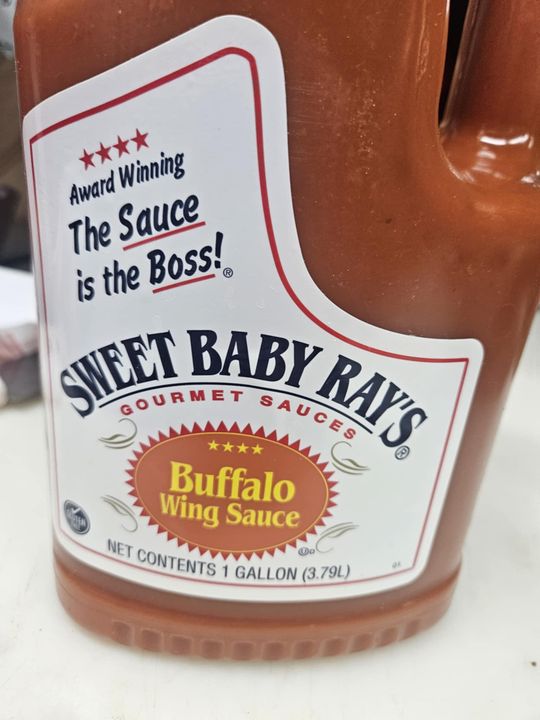 Award Winning
The Sauce
is the Boss!®
SWEET BABY RAY'S®
GOURMET SAUCES
Buffalo
Wing Sauce
NET CONTENTS 1 GALLON (3.79L)